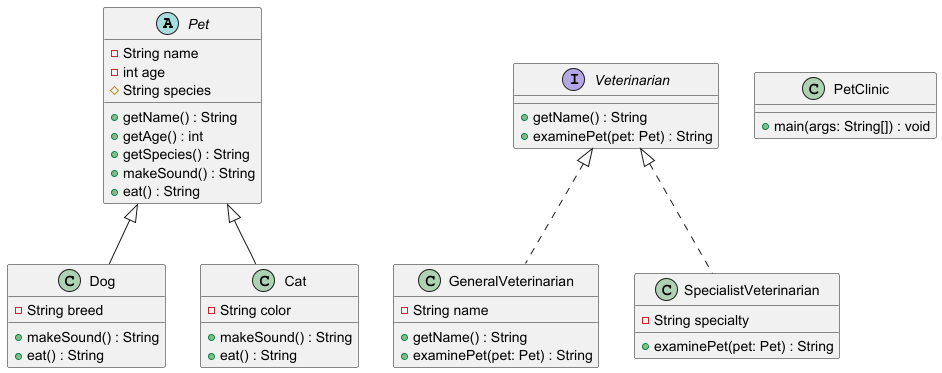 A Pet
String name
int age
String species
getName() : String
getAge() : int
getSpecies() : String
makeSound() : String
eat() : String
I Veterinarian
getName() : String
examinePet(pet: Pet) : String
C PetClinic
main(args: String[]) : void
C Dog
String breed
makeSound() : String
eat() : String
C Cat
String color
makeSound() : String
eat() : String
C GeneralVeterinarian
String name
getName() : String
examinePet(pet: Pet) : String
C SpecialistVeterinarian
String specialty
examinePet(pet: Pet) : String